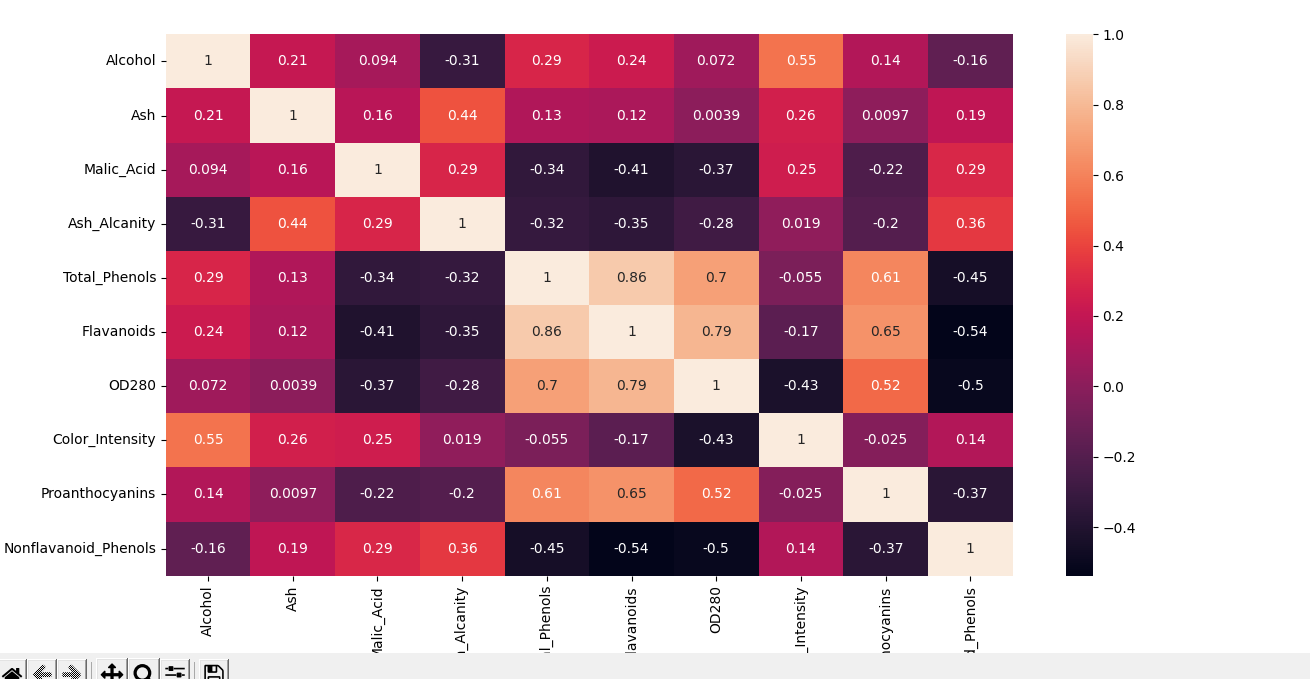 Alcohol 1 0.21 0.094 -0.31 0.29 0.24 0.072 0.55 0.14 -0.16
Ash 0.21 1 0.16 0.44 0.13 0.12 0.0039 0.26 0.0097 0.19
Malic_Acid 0.094 0.16 1 0.29 -0.34 -0.41 -0.37 0.25 -0.22 0.29
Ash_Alcanity -0.31 0.44 0.29 1 -0.32 -0.35 -0.28 0.019 -0.2 0.36
Total_Phenols 0.29 0.13 -0.34 -0.32 1 0.86 0.7 -0.055 0.61 -0.45
Flavanoids 0.24 0.12 -0.41 -0.35 0.86 1 0.79 -0.17 0.65 -0.54
OD280 0.072 0.0039 -0.37 -0.28 0.7 0.79 1 -0.43 0.52 -0.5
Color_Intensity 0.55 0.26 0.25 0.019 -0.055 -0.17 -0.43 1 -0.025 0.14
Proanthocyanins 0.14 0.0097 -0.22 -0.2 0.61 0.65 0.52 -0.025 1 -0.37
Nonflavanoid_Phenols -0.16 0.19 0.29 0.36 -0.45 -0.54 -0.5 0.14 -0.37 1
Alcohol
Ash
Malic_Acid
_Alcanity
l_Phenols
lavanoids
OD280
_Intensity
nocyanins
d_Phenols
1.0
0.8
0.6
0.4
0.2
0.0
−0.2
−0.4